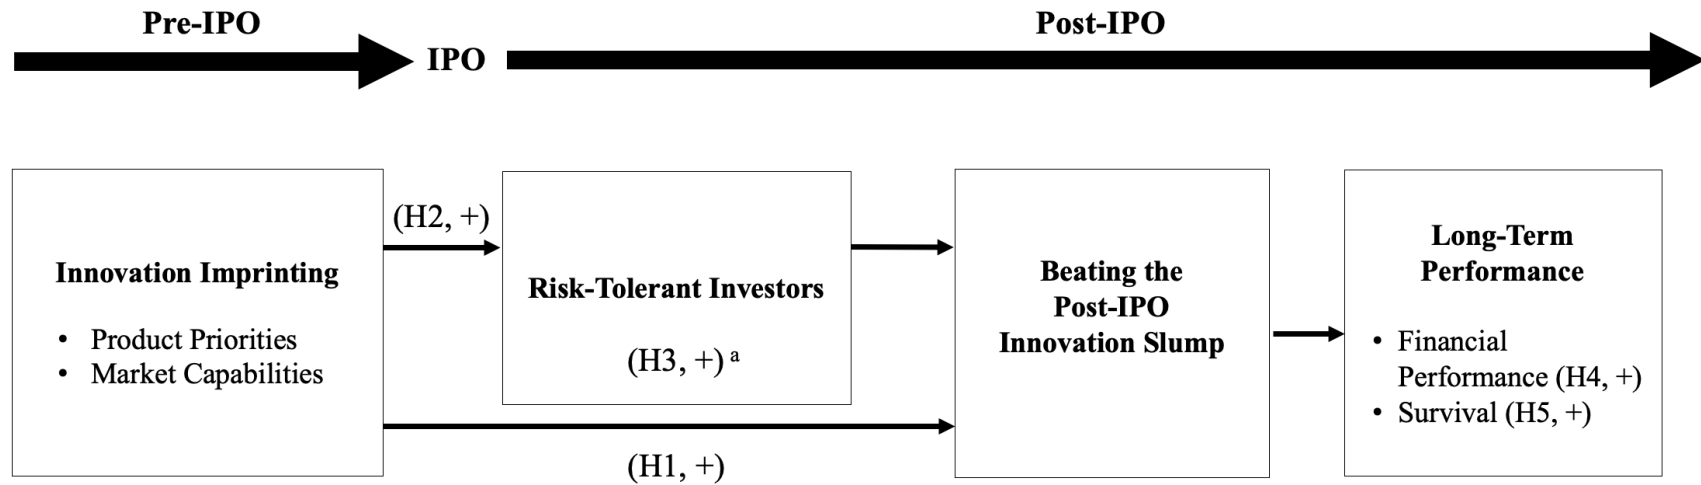 Pre-IPO
IPO
Post-IPO
Innovation Imprinting
• Product Priorities
• Market Capabilities
(H2, +)
Risk-Tolerant Investors
(H3, +) ª
(H1, +)
Beating the
Post-IPO
Innovation Slump
Long-Term
Performance
• Financial
Performance (H4, +)
• Survival (H5, +)